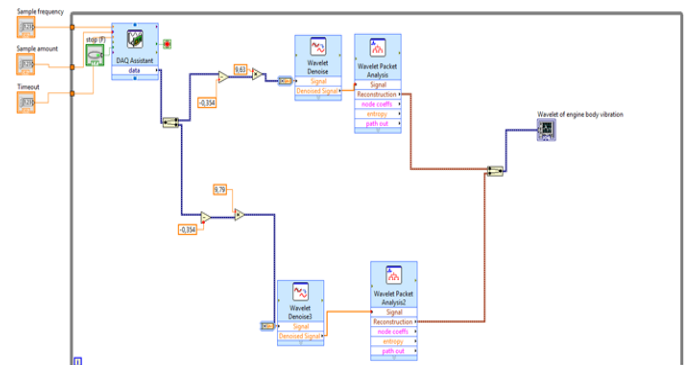 Sample frequency
Sample amount
Timeout
stop (F)
DAQ Assistant
data
-0,354
9,63
Wavelet
Denoise
Signal
Denoised Signal
Wavelet Packet
Analysis
Signal
Reconstruction
node coeffs
entropy
path out
Wavelet of engine body vibration
-0,354
9,79
Wavelet
Denoise3
Signal
Denoised Signal
Wavelet Packet
Analysis2
Signal
Reconstruction
node coeffs
entropy
path out
i